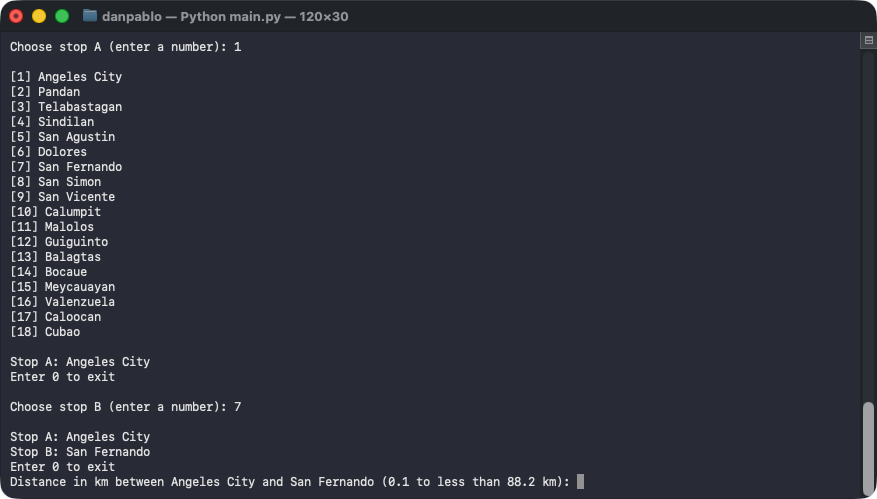 danpablo — Python main.py — 120×30
Choose stop A (enter a number): 1
[1] Angeles City
[2] Pandan
[3] Telabastagan
[4] Sindilan
[5] San Agustin
[6] Dolores
[7] San Fernando
[8] San Simon
[9] San Vicente
[10] Calumpit
[11] Malolos
[12] Guiguinto
[13] Balagtas
[14] Bocaue
[15] Meycauayan
[16] Valenzuela
[17] Caloocan
[18] Cubao
Stop A: Angeles City
Enter 0 to exit
Choose stop B (enter a number): 7
Stop A: Angeles City
Stop B: San Fernando
Enter 0 to exit
Distance in km between Angeles City and San Fernando (0.1 to less than 88.2 km):